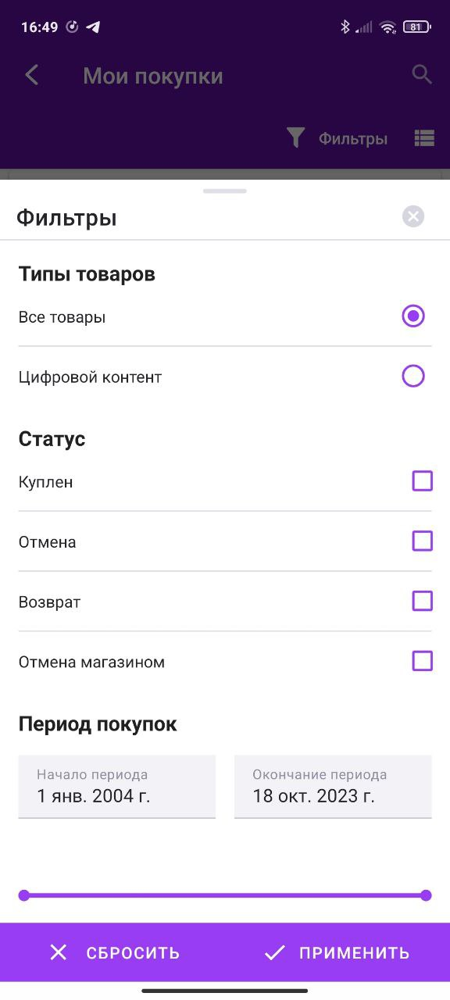 16:49
81
Мои покупки
Фильтры
Фильтры
Типы товаров
Все товары
Цифровой контент
Статус
Куплен
Отмена
Возврат
Отмена магазином
Период покупок
Начало периода
Окончание периода
1 янв. 2004 г.
18 окт. 2023 г.
СБРОСИТЬ
ПРИМЕНИТЬ